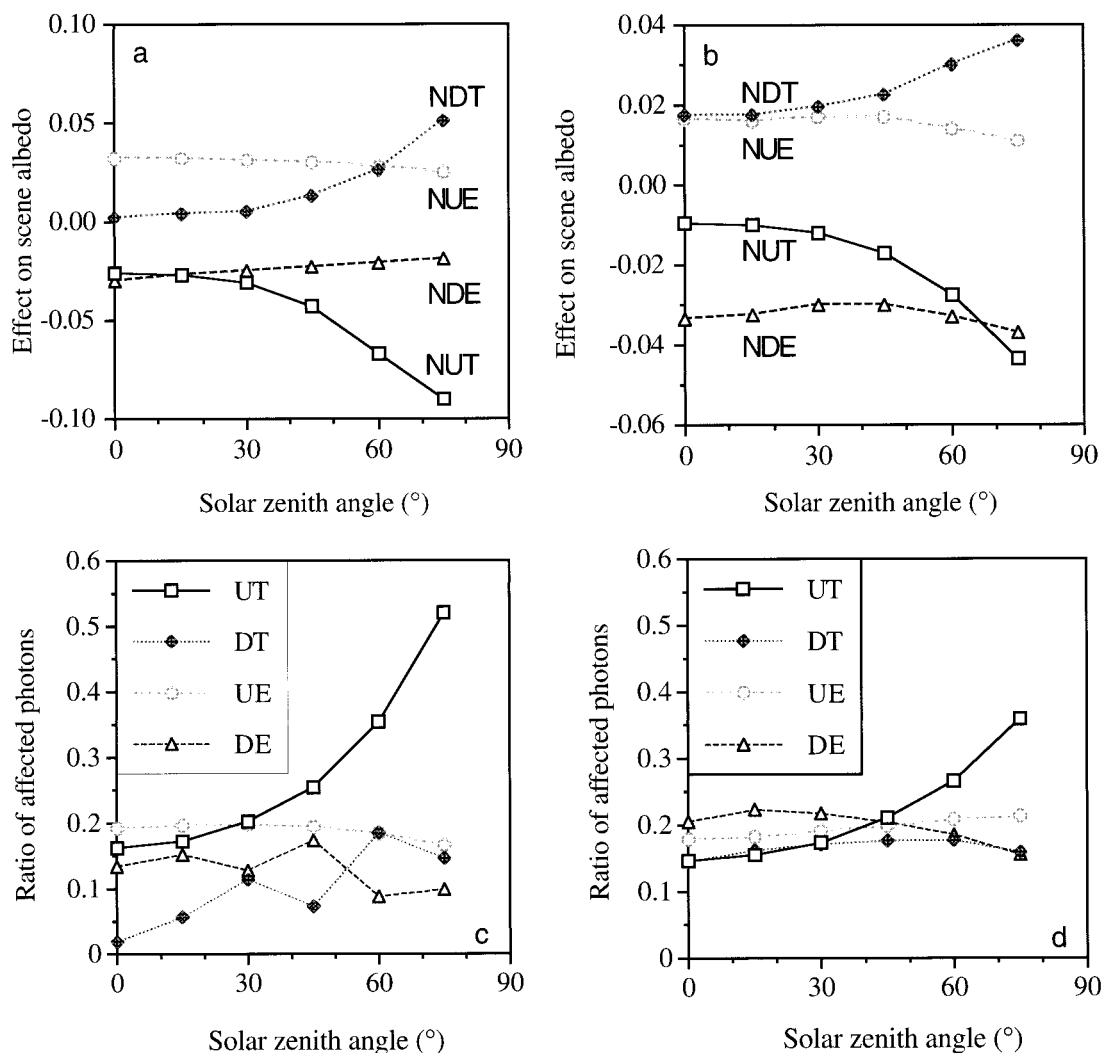 Effect on scene albedo
0.10
0.05
0.00
-0.05
-0.10
a
NDT
NUE
NDE
NUT
0
30
60
90
Solar zenith angle (°)
Effect on scene albedo
0.04
0.02
0.00
-0.02
-0.04
-0.06
b
NDT
NUE
NUT
NDE
0
30
60
90
Solar zenith angle (°)
Ratio of affected photons
0.6
0.5
0.4
0.3
0.2
0.1
0
UT
DT
UE
DE
c
0
30
60
90
Solar zenith angle (°)
Ratio of affected photons
0.6
0.5
0.4
0.3
0.2
0.1
0
UT
DT
UE
DE
d
0
30
60
90
Solar zenith angle (°)